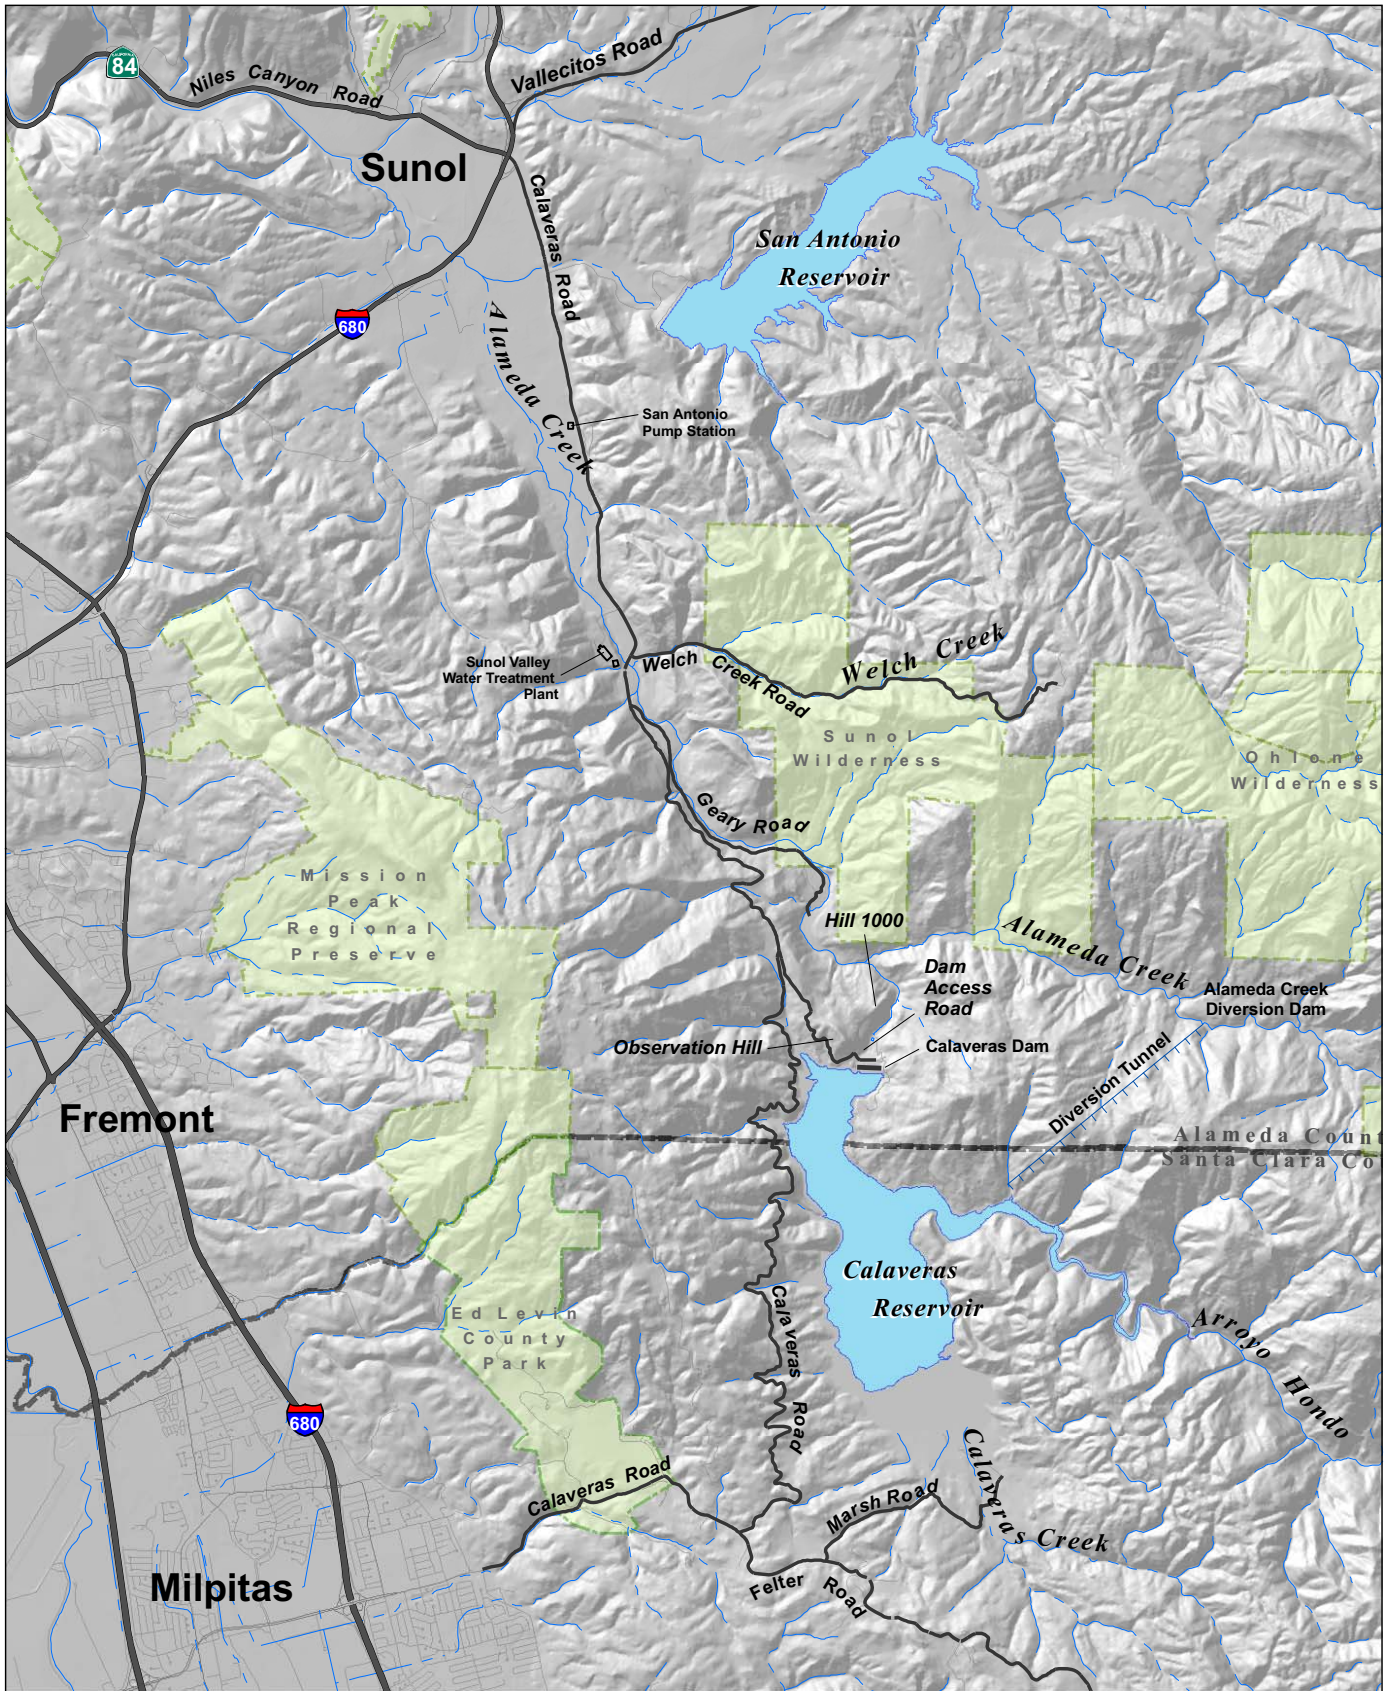 CALIFORNIA
84
Niles Canyon Road
Vallecitos Road
Sunol
Calaveras Road
San Antonio
Reservoir
680
Alameda Creek
San Antonio
Pump Station
Sunol Valley
Water Treatment
Plant
Welch Creek Road
Welch Creek
Sunol
Wilderness
Ohlone
Wilderness
Geary Road
Mission
Peak
Regional
Preserve
Hill 1000
Alameda Creek
Dam
Access
Road
Alameda Creek
Diversion Dam
Observation Hill
Calaveras Dam
Diversion Tunnel
Fremont
Alameda Count
Santa Clara Co
Calaveras
Reservoir
Ed Levin
County
Park
Calaveras Road
Arroyo Hondo
680
Calaveras Road
Marsh Road
Calaveras Creek
Milpitas
Felter Road